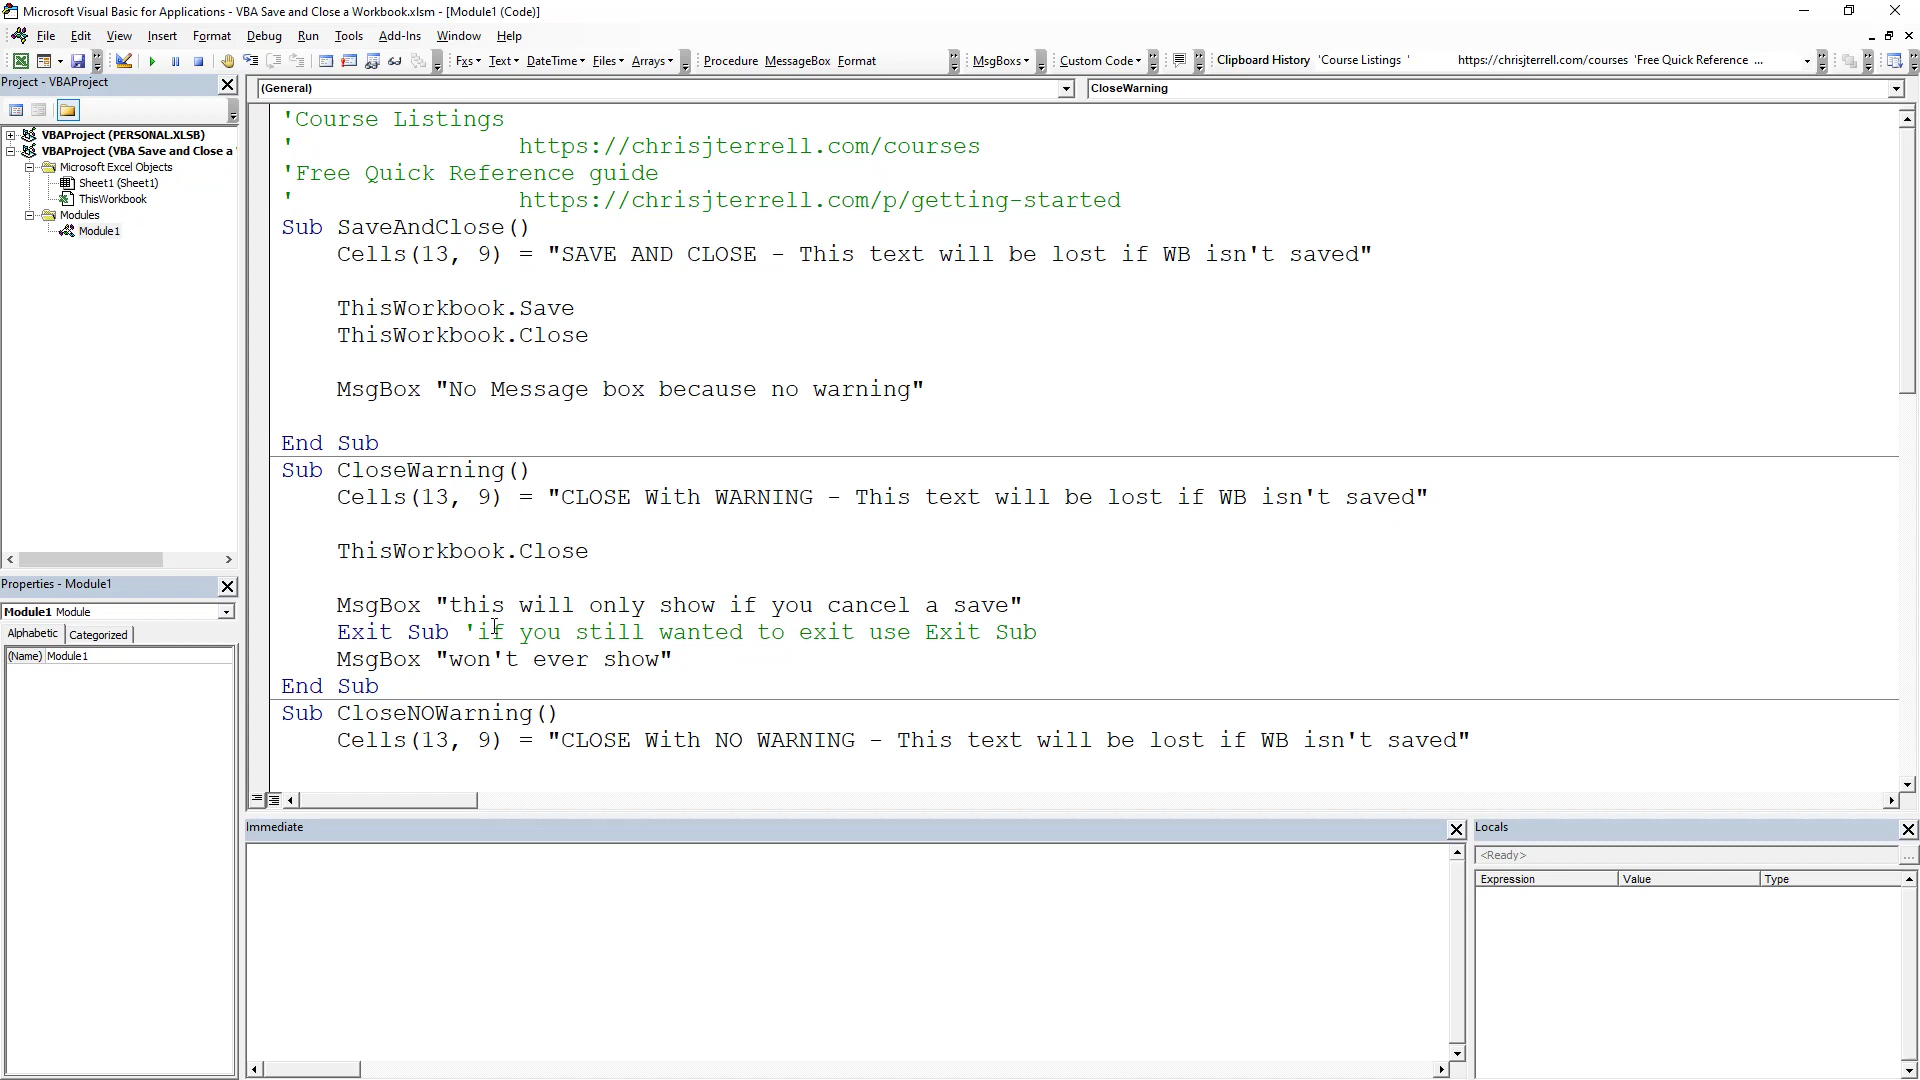 Microsoft Visual Basic for Applications - VBA Save and Close a Workbook.xlsm - [Module1 (Code)]
File Edit View Insert Format Debug Run Tools Add-Ins Window Help
Fxs Text DateTime Files Arrays Procedure MessageBox Format MsgBoxs Custom Code Clipboard History 'Course Listings ' https://chrisjterrell.com/courses 'Free Quick Reference ...
Project - VBAProject
(General)
CloseWarning
VBAProject (PERSONAL.XLSB)
VBAProject (VBA Save and Close a
Microsoft Excel Objects
Sheet1 (Sheet1)
ThisWorkbook
Modules
Module1
Properties - Module1
Module1 Module
Alphabetic Categorized
(Name) Module1
'Course Listings
' https://chrisjterrell.com/courses
'Free Quick Reference guide
' https://chrisjterrell.com/p/getting-started
Sub SaveAndClose()
Cells(13, 9) = "SAVE AND CLOSE - This text will be lost if WB isn't saved"
ThisWorkbook.Save
ThisWorkbook.Close
MsgBox "No Message box because no warning"
End Sub
Sub CloseWarning()
Cells(13, 9) = "CLOSE With WARNING - This text will be lost if WB isn't saved"
ThisWorkbook.Close
MsgBox "this will only show if you cancel a save"
Exit Sub 'if you still wanted to exit use Exit Sub
MsgBox "won't ever show"
End Sub
Sub CloseNOWarning()
Cells(13, 9) = "CLOSE With NO WARNING - This text will be lost if WB isn't saved"
Immediate
Locals
<Ready>
...
Expression Value Type